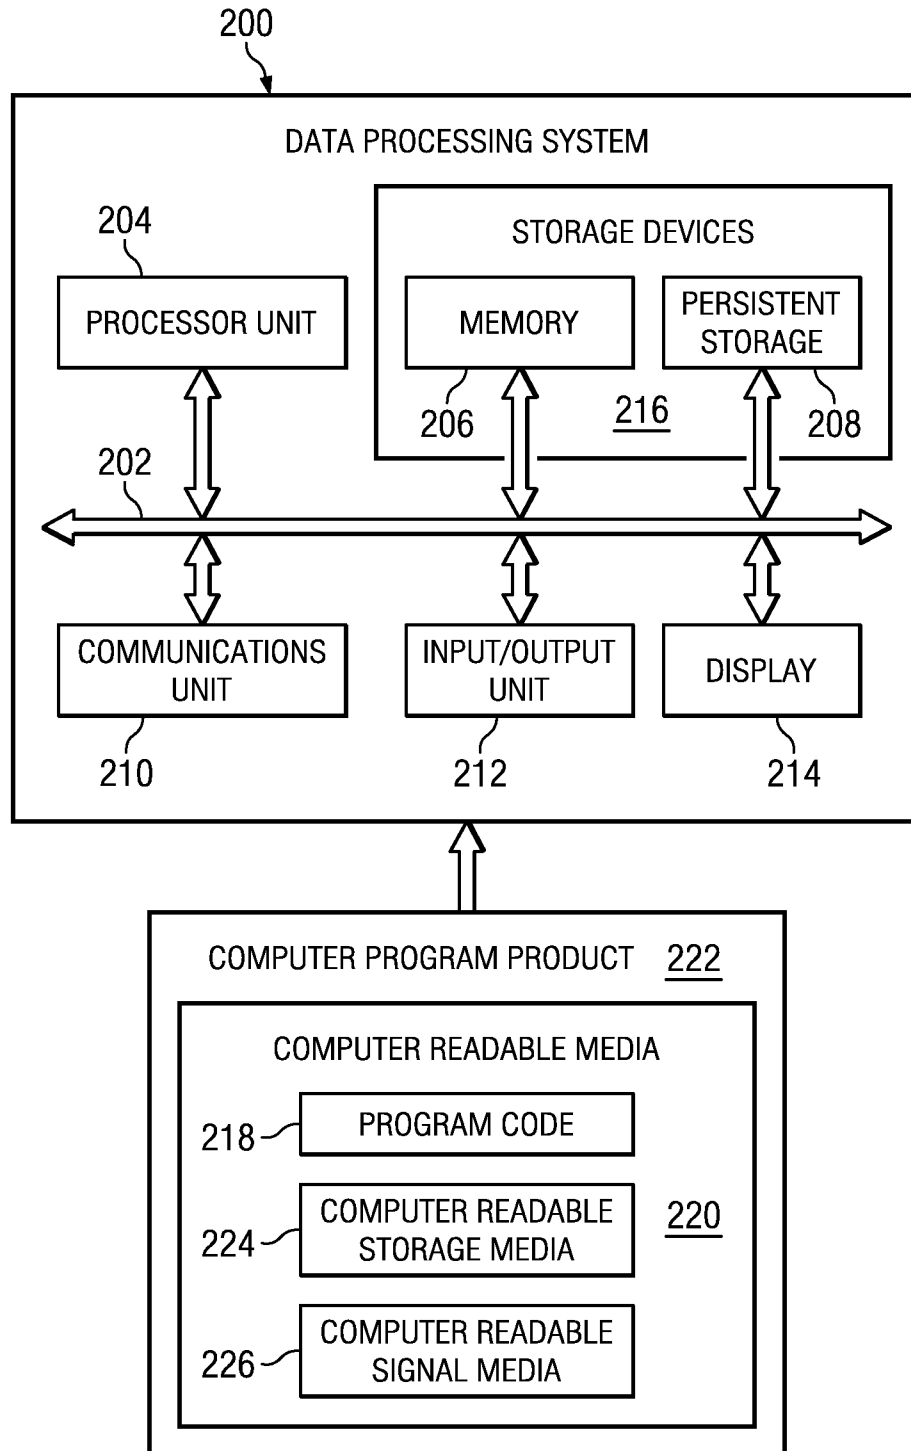 200
DATA PROCESSING SYSTEM
204
STORAGE DEVICES
PROCESSOR UNIT
MEMORY
PERSISTENT
STORAGE
206
216
208
202
COMMUNICATIONS
UNIT
INPUT/OUTPUT
UNIT
DISPLAY
210
212
214
COMPUTER PROGRAM PRODUCT 222
COMPUTER READABLE MEDIA
218
PROGRAM CODE
224
COMPUTER READABLE
STORAGE MEDIA
220
226
COMPUTER READABLE
SIGNAL MEDIA